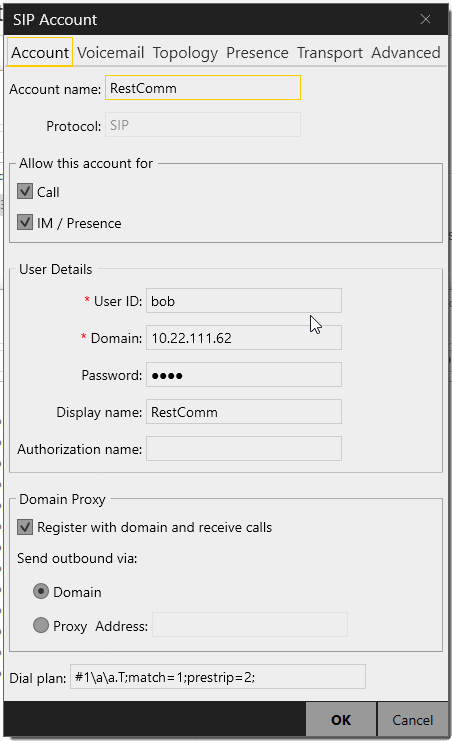 SIP Account
Account Voicemail Topology Presence Transport Advanced
Account name: RestComm
Protocol: SIP
Allow this account for
Call
IM / Presence
User Details
* User ID: bob
* Domain: 10.22.111.62
Password: ●●●●
Display name: RestComm
Authorization name:
Domain Proxy
Register with domain and receive calls
Send outbound via:
Domain
Proxy Address:
Dial plan: #1\a\a.T;match=1;prestrip=2;
OK Cancel